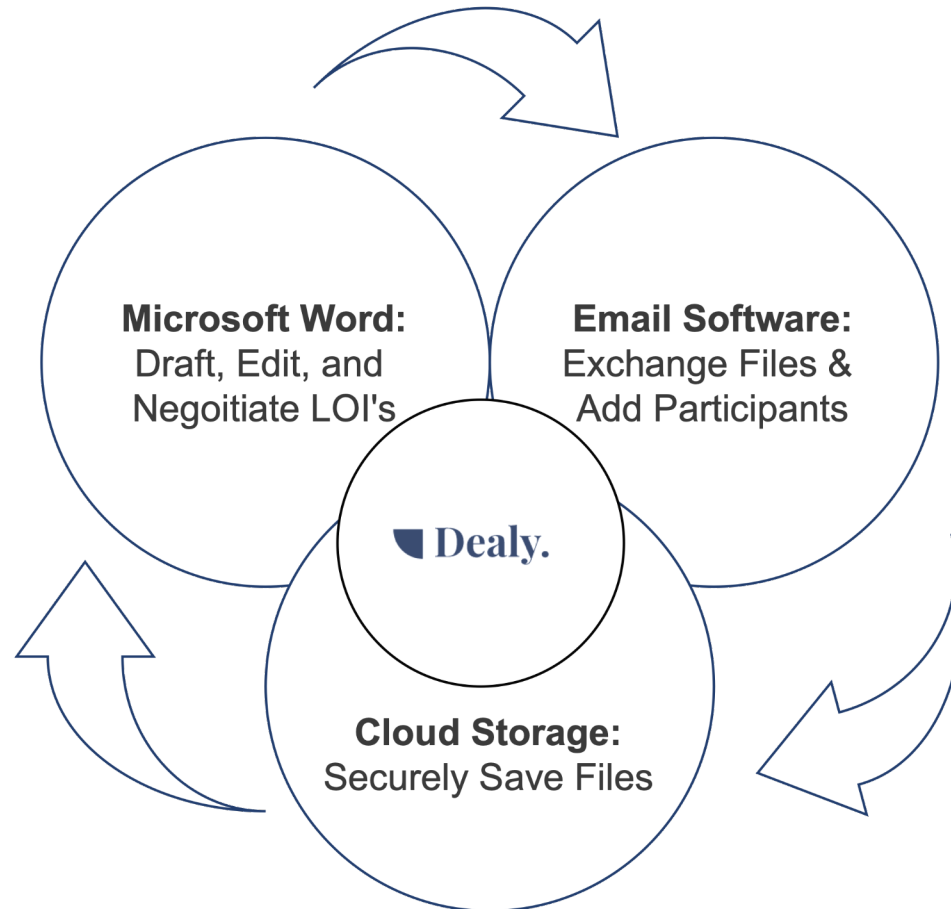 Microsoft Word:
Draft, Edit, and
Negoitiate LOI's
Email Software:
Exchange Files &
Add Participants
Dealy.
Cloud Storage:
Securely Save Files